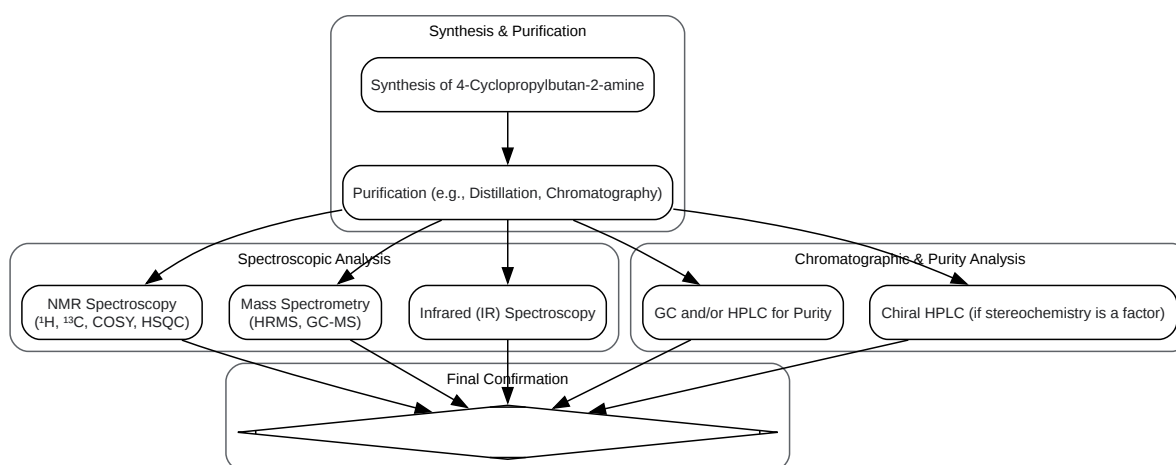 Synthesis & Purification
Synthesis of 4-Cyclopropylbutan-2-amine
Purification (e.g., Distillation, Chromatography)
Spectroscopic Analysis
Chromatographic & Purity Analysis
NMR Spectroscopy
(¹H, ¹³C, COSY, HSQC)
Mass Spectrometry
(HRMS, GC-MS)
Infrared (IR) Spectroscopy
GC and/or HPLC for Purity
Chiral HPLC (if stereochemistry is a factor)
Final Confirmation